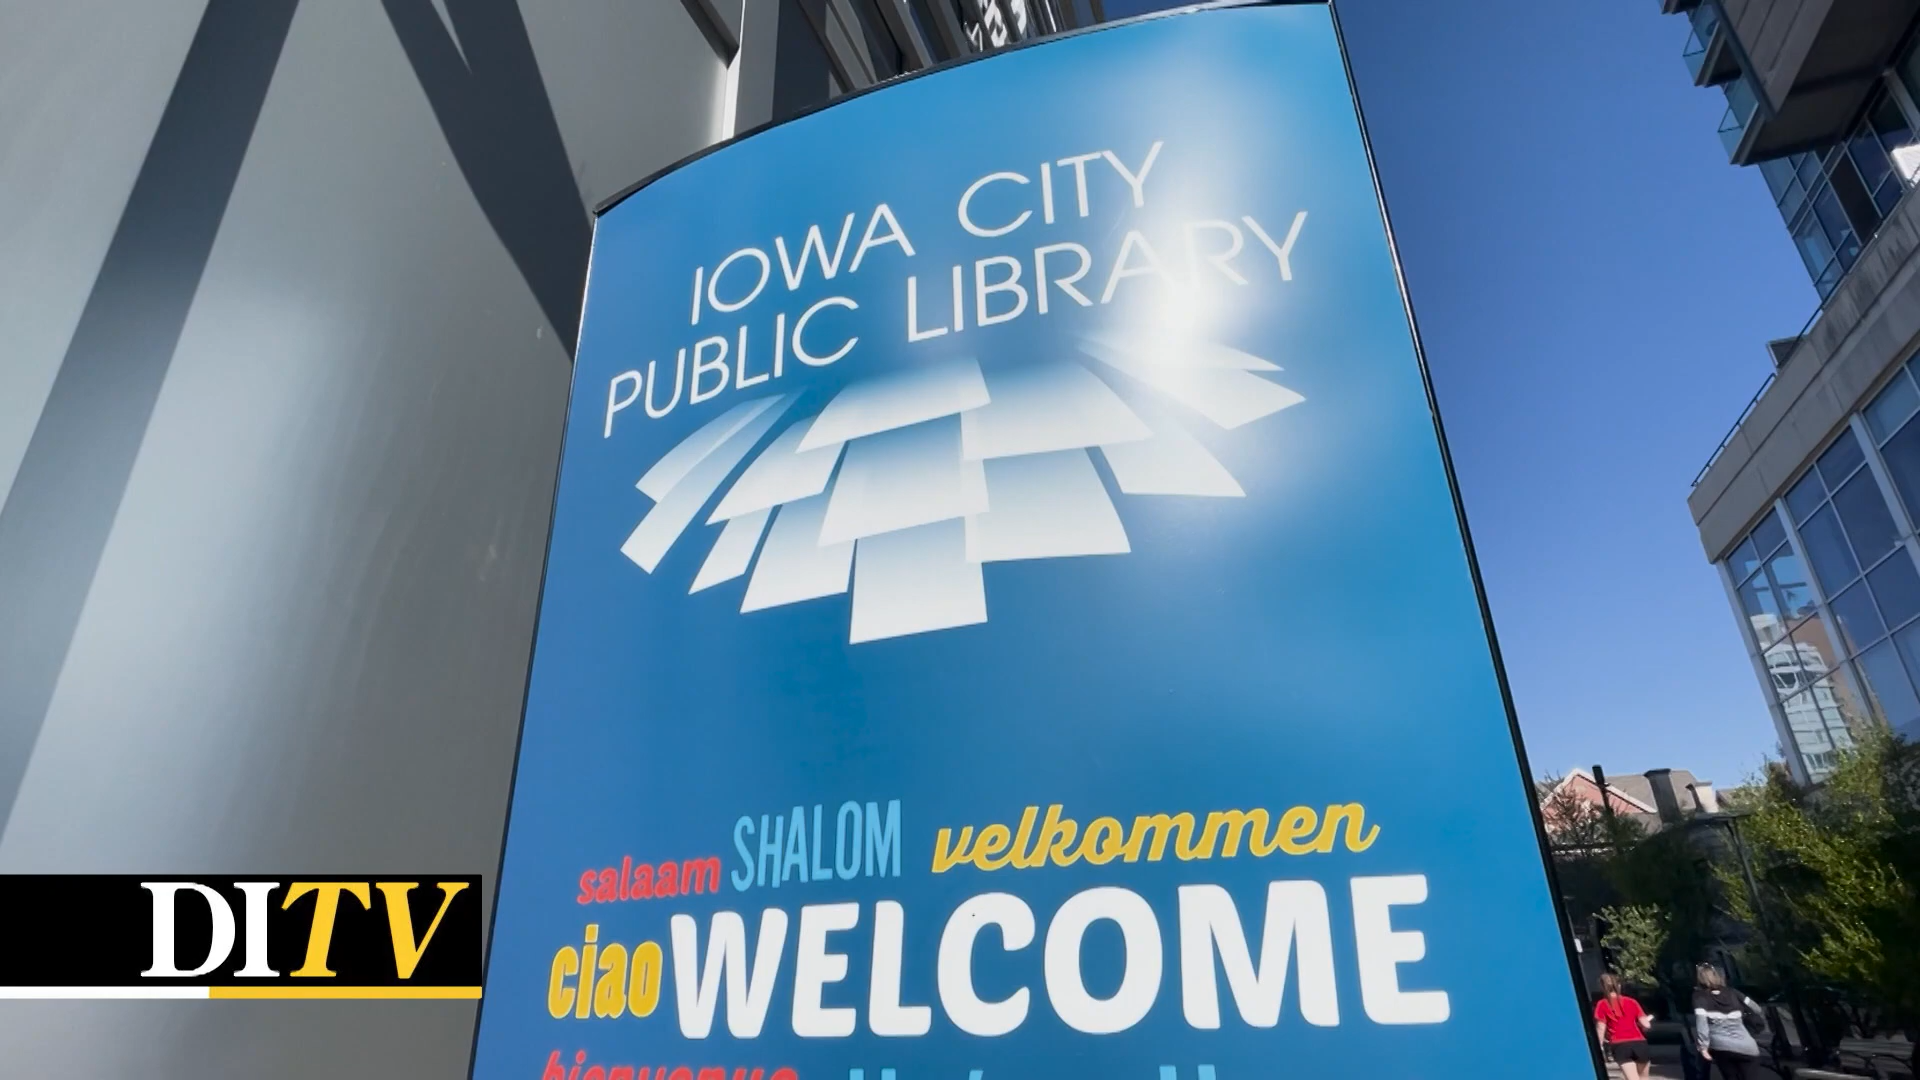 IOWA CITY
PUBLIC LIBRARY
salaam SHALOM velkommen
ciao WELCOME
DITV